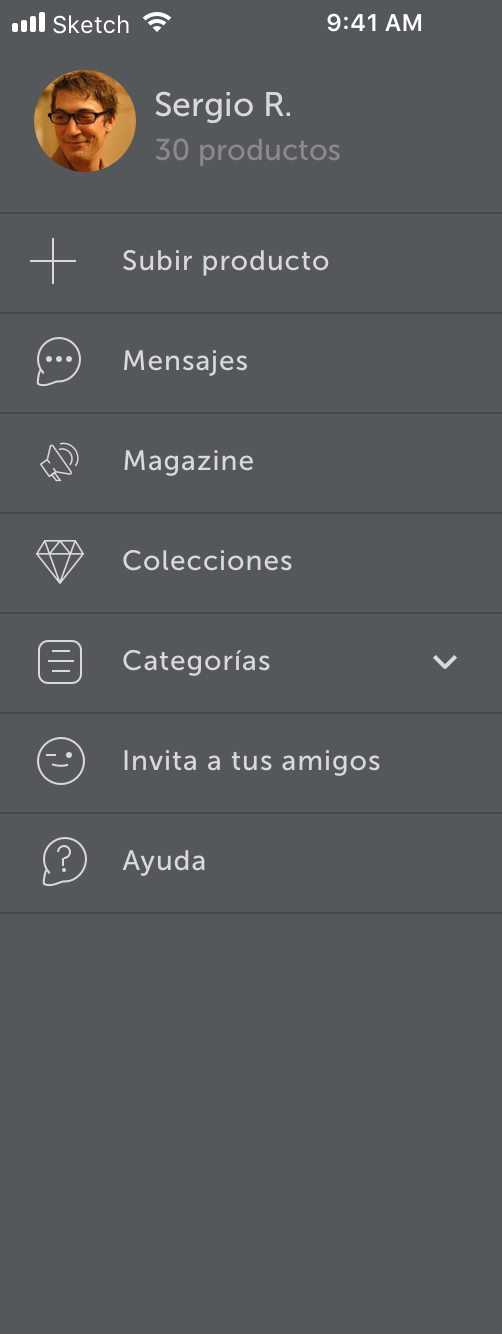 Sketch 9:41 AM
Sergio R.
30 productos
Subir producto
Mensajes
Magazine
Colecciones
Categorías
Invita a tus amigos
Ayuda